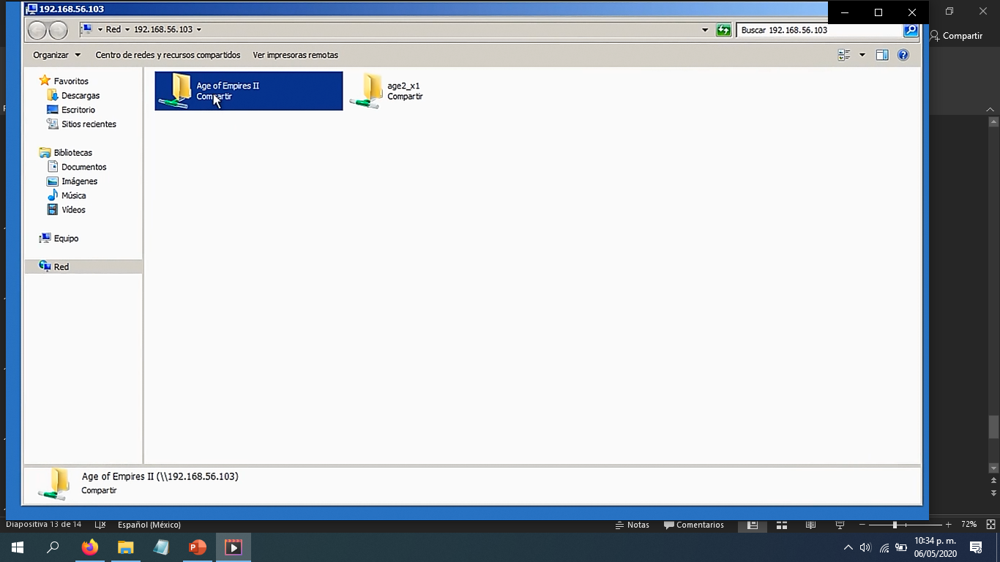 192.168.56.103
Red
192.168.56.103
Buscar 192.168.56.103
Compartir
Organizar
Centro de redes y recursos compartidos
Ver impresoras remotas
Favoritos
Descargas
Escritorio
Sitios recientes
Bibliotecas
Documentos
Imágenes
Música
Vídeos
Equipo
Red
Age of Empires II
Compartir
age2_x1
Compartir
Age of Empires II (\\192.168.56.103)
Compartir
Diapositiva 13 de 14
Español (México)
Notas
Comentarios
72%
10:34 p. m.
06/05/2020